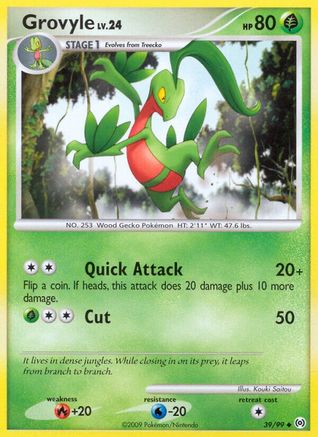 Grovyle LV.24 HP 80
STAGE 1 Evolves from Treecko
NO. 253 Wood Gecko Pokémon HT: 2'11" WT: 47.6 lbs.
Quick Attack 20+
Flip a coin. If heads, this attack does 20 damage plus 10 more
damage.
Cut 50
It lives in dense jungles. While closing in on its prey, it leaps
from branch to branch.
Illus. Kouki Saitou
weakness resistance retreat cost
+20 -20
39/99
©2009 Pokémon/Nintendo